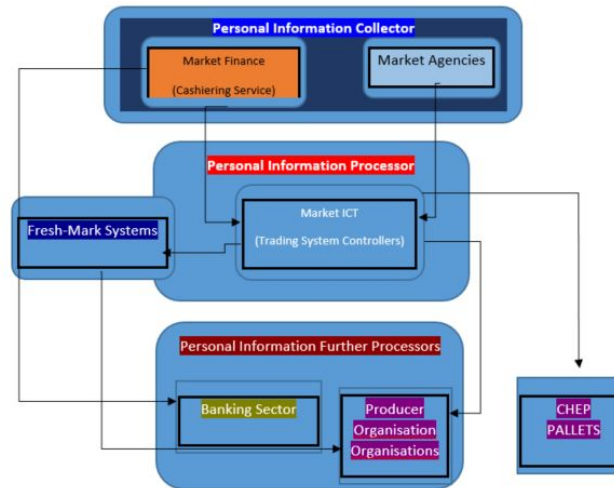 Personal Information Collector
Market Finance
(Cashiering Service)
Market Agencies
Personal Information Processor
Market ICT
(Trading System Controllers)
Fresh-Mark Systems
Personal Information Further Processors
Banking Sector
Producer
Organisation
Organisations
CHEP
PALLETS